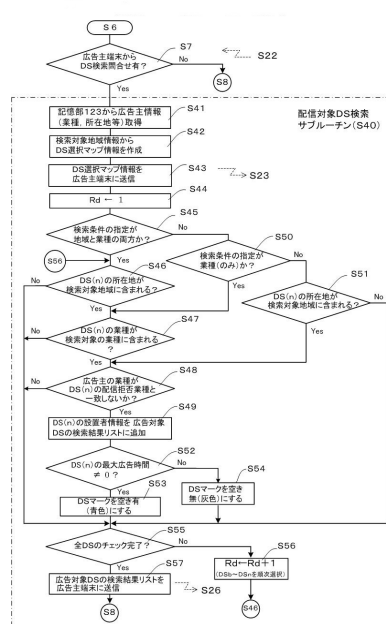 S6
S7
広告主端末から
DS検索問合せ有?
No
S22
Yes
S8
配信対象DS検索
サブルーチン(S40)
記憶部123から広告主情報
(業種、所在地等)取得
S41
検索対象地域情報から
DS選択マップ情報を作成
S42
DS選択マップ情報を
広告主端末に送信
S43
S23
Rd ← 1
S44
検索条件の指定が
地域と業種の両方か?
S45
No
Yes
S56
検索条件の指定が
業種(のみ)か?
S50
No
Yes
DS(n)の所在地が
検索対象地域に含まれる?
S46
No
Yes
DS(n)の所在地が
検索対象地域に含まれる?
S51
No
Yes
DS(n)の業種が
検索対象の業種に含まれる
?
S47
No
Yes
広告主の業種が
DS(n)の配信拒否業種と
一致しないか?
S48
No
Yes
DS(n)の設置者情報を 広告対象
DSの検索結果リストに追加
S49
DS(n)の最大広告時間
≠ 0?
S52
No
Yes
DSマークを空き有
(青色)にする
S53
DSマークを空き
無(灰色)にする
S54
全DSのチェック完了?
S55
No
Yes
Rd←Rd+1
(DSb~DSnを順次選択)
S56
S46
広告対象DSの検索結果リストを
広告主端末に送信
S57
S26
S8